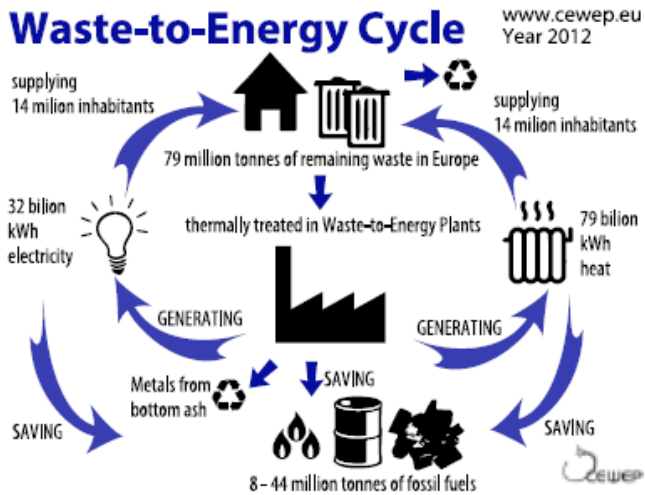 Waste-to-Energy Cycle
www.cewep.eu
Year 2012
supplying
14 milion inhabitants
supplying
14 milion inhabitants
79 million tonnes of remaining waste in Europe
32 bilion
kWh
electricity
thermally treated in Waste-to-Energy Plants
79 bilion
kWh
heat
GENERATING
GENERATING
Metals from
bottom ash
SAVING
SAVING
SAVING
8 – 44 million tonnes of fossil fuels
CEWEP